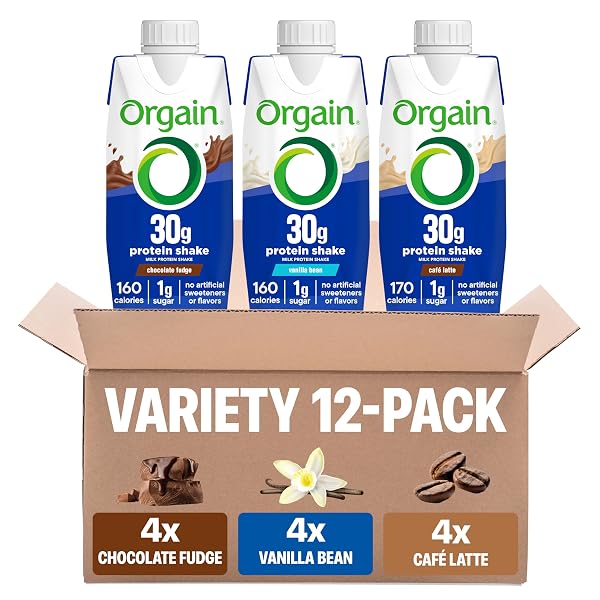 Orgain®
30g
protein shake
MILK PROTEIN SHAKE
chocolate fudge
160 calories
1g sugar
no artificial sweeteners or flavors
Orgain®
30g
protein shake
MILK PROTEIN SHAKE
vanilla bean
160 calories
1g sugar
no artificial sweeteners or flavors
Orgain®
30g
protein shake
MILK PROTEIN SHAKE
café latte
170 calories
1g sugar
no artificial sweeteners or flavors
VARIETY 12-PACK
4x
CHOCOLATE FUDGE
4x
VANILLA BEAN
4x
CAFÉ LATTE